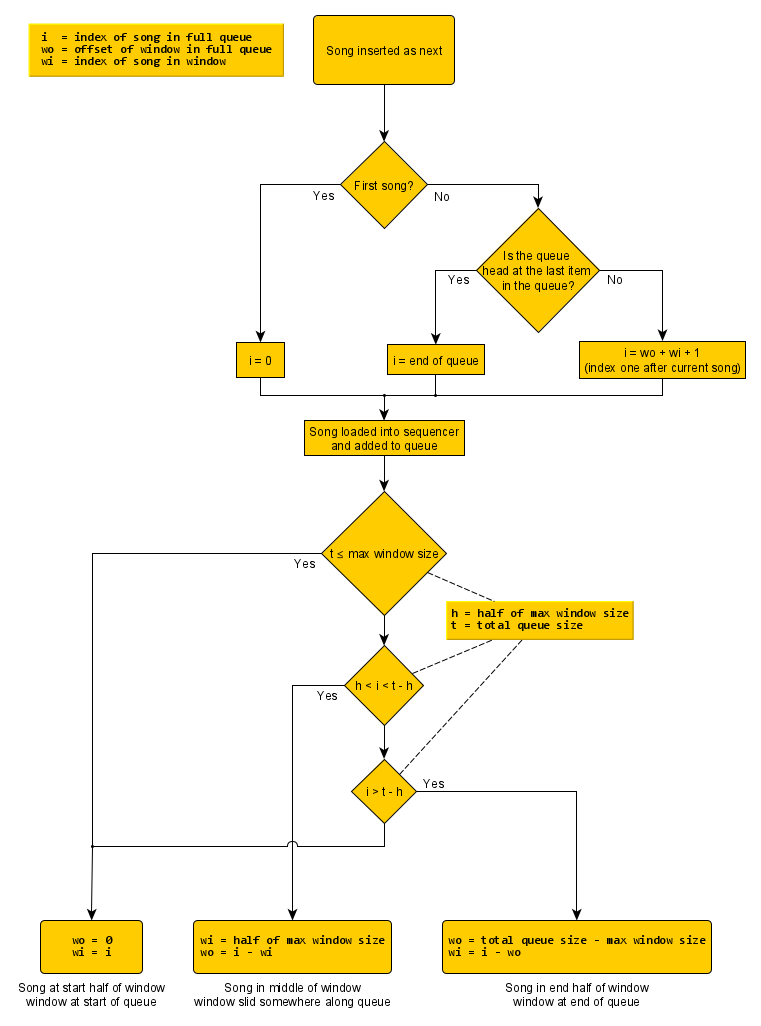 i  = index of song in full queue
wo = offset of window in full queue
wi = index of song in window
Song inserted as next
First song?
Yes
No
Is the queue
head at the last item
in the queue?
Yes
No
i = 0
i = end of queue
i = wo + wi + 1
(index one after current song)
Song loaded into sequencer
and added to queue
t ≤ max window size
Yes
h = half of max window size
t = total queue size
h < i < t - h
Yes
i > t - h
Yes
wo = 0
wi = i
Song at start half of window
window at start of queue
wi = half of max window size
wo = i - wi
Song in middle of window
window slid somewhere along queue
wo = total queue size - max window size
wi = i - wo
Song in end half of window
window at end of queue